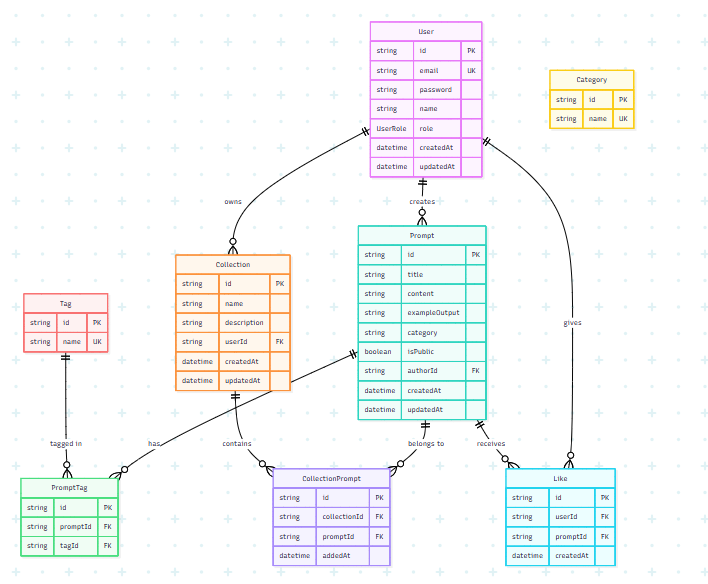 User
string id PK
string email UK
string password
string name
UserRole role
datetime createdAt
datetime updatedAt
Category
string id PK
string name UK
owns
creates
gives
Collection
string id PK
string name
string description
string userId FK
datetime createdAt
datetime updatedAt
Prompt
string id PK
string title
string content
string exampleOutput
string category
boolean isPublic
string authorId FK
datetime createdAt
datetime updatedAt
Tag
string id PK
string name UK
tagged in
has
contains
belongs to
receives
PromptTag
string id PK
string promptId FK
string tagId FK
CollectionPrompt
string id PK
string collectionId FK
string promptId FK
datetime addedAt
Like
string id PK
string userId FK
string promptId FK
datetime createdAt